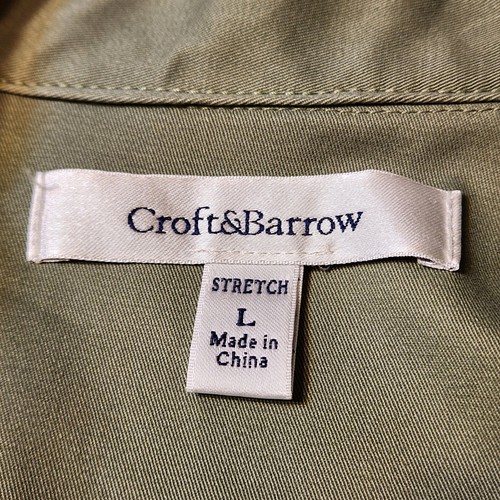 Croft&Barrow
STRETCH
L
Made in
China